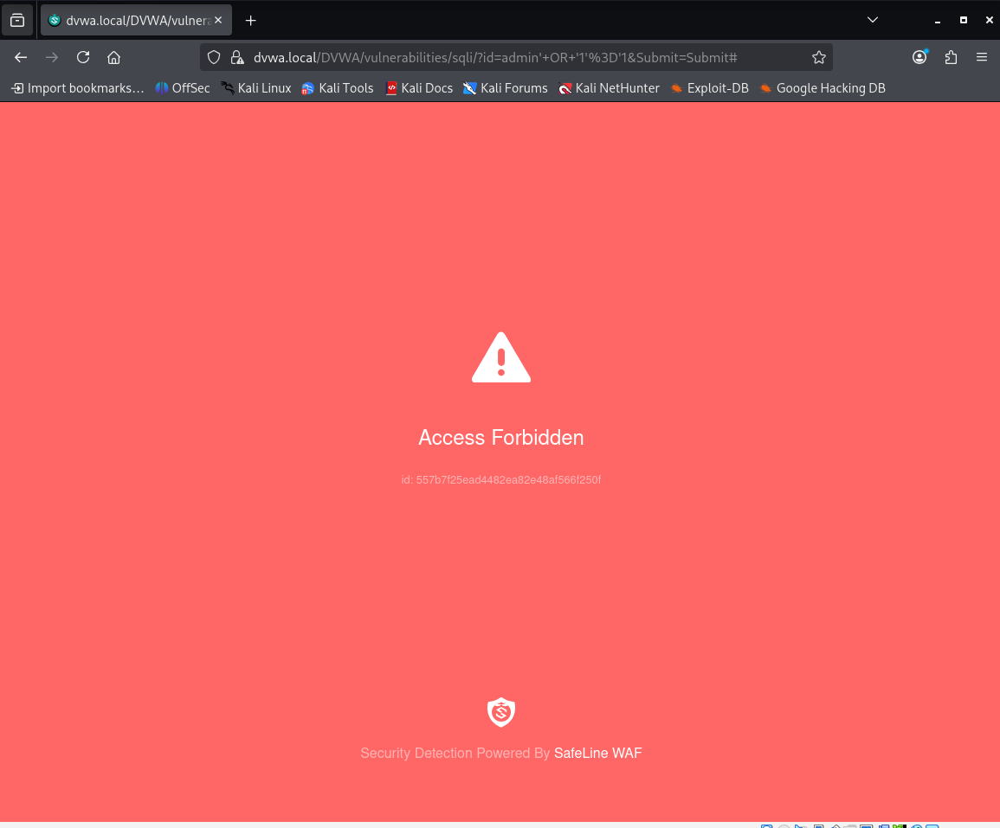 dvwa.local/DVWA/vulnera
dvwa.local/DVWA/vulnerabilities/sqli/?id=admin'+OR+'1'%3D'1&Submit=Submit#
Import bookmarks… OffSec Kali Linux Kali Tools Kali Docs Kali Forums Kali NetHunter Exploit-DB Google Hacking DB
Access Forbidden
id: 557b7f25ead4482ea82e48af566f250f
Security Detection Powered By SafeLine WAF